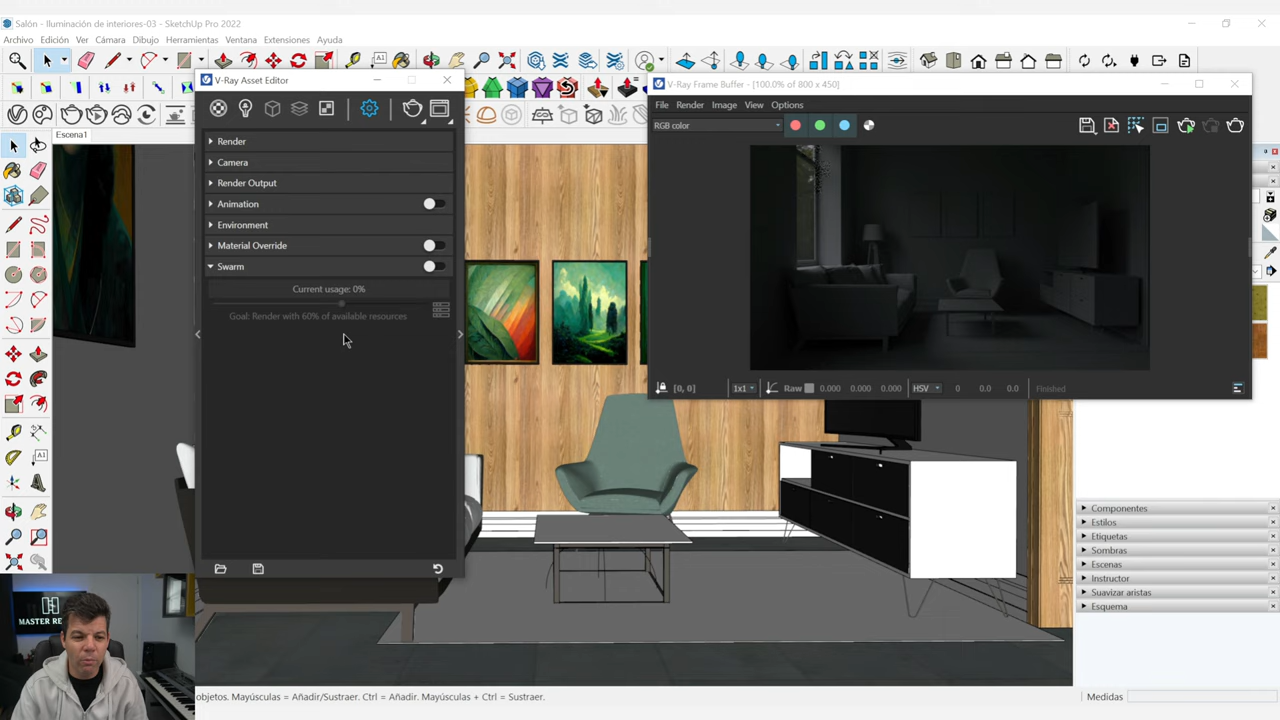 Salón - Iluminación de interiores-03 - SketchUp Pro 2022
Archivo Edición Ver Cámara Dibujo Herramientas Ventana Extensiones Ayuda
Escena1
V-Ray Asset Editor
Render
Camera
Render Output
Animation
Environment
Material Override
Swarm
Current usage: 0%
Goal: Render with 60% of available resources
V-Ray Frame Buffer - [100.0% of 800 x 450]
File Render Image View Options
RGB color
[0, 0] 1x1 Raw 0.000 0.000 0.000 HSV 0 0.0 0.0 Finished
Componentes
Estilos
Etiquetas
Sombras
Escenas
Instructor
Suavizar aristas
Esquema
MASTER RE
objetos. Mayúsculas = Añadir/Sustraer. Ctrl = Añadir. Mayúsculas + Ctrl = Sustraer.
Medidas